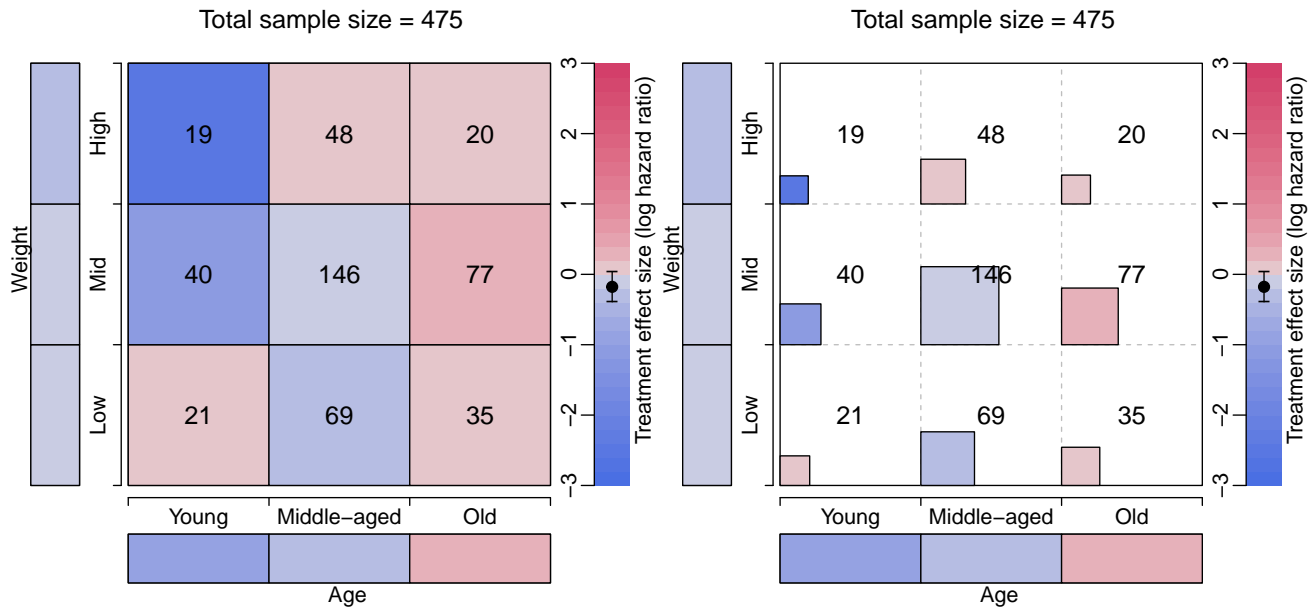 Total sample size = 475
Weight
High
Mid
Low
19 48 20
40 146 77
21 69 35
Young Middle−aged Old
Age
3
2
1
0
−1
−2
−3
Treatment effect size (log hazard ratio)
Total sample size = 475
Weight
High
Mid
Low
19 48 20
40 146 77
21 69 35
Young Middle−aged Old
Age
3
2
1
0
−1
−2
−3
Treatment effect size (log hazard ratio)